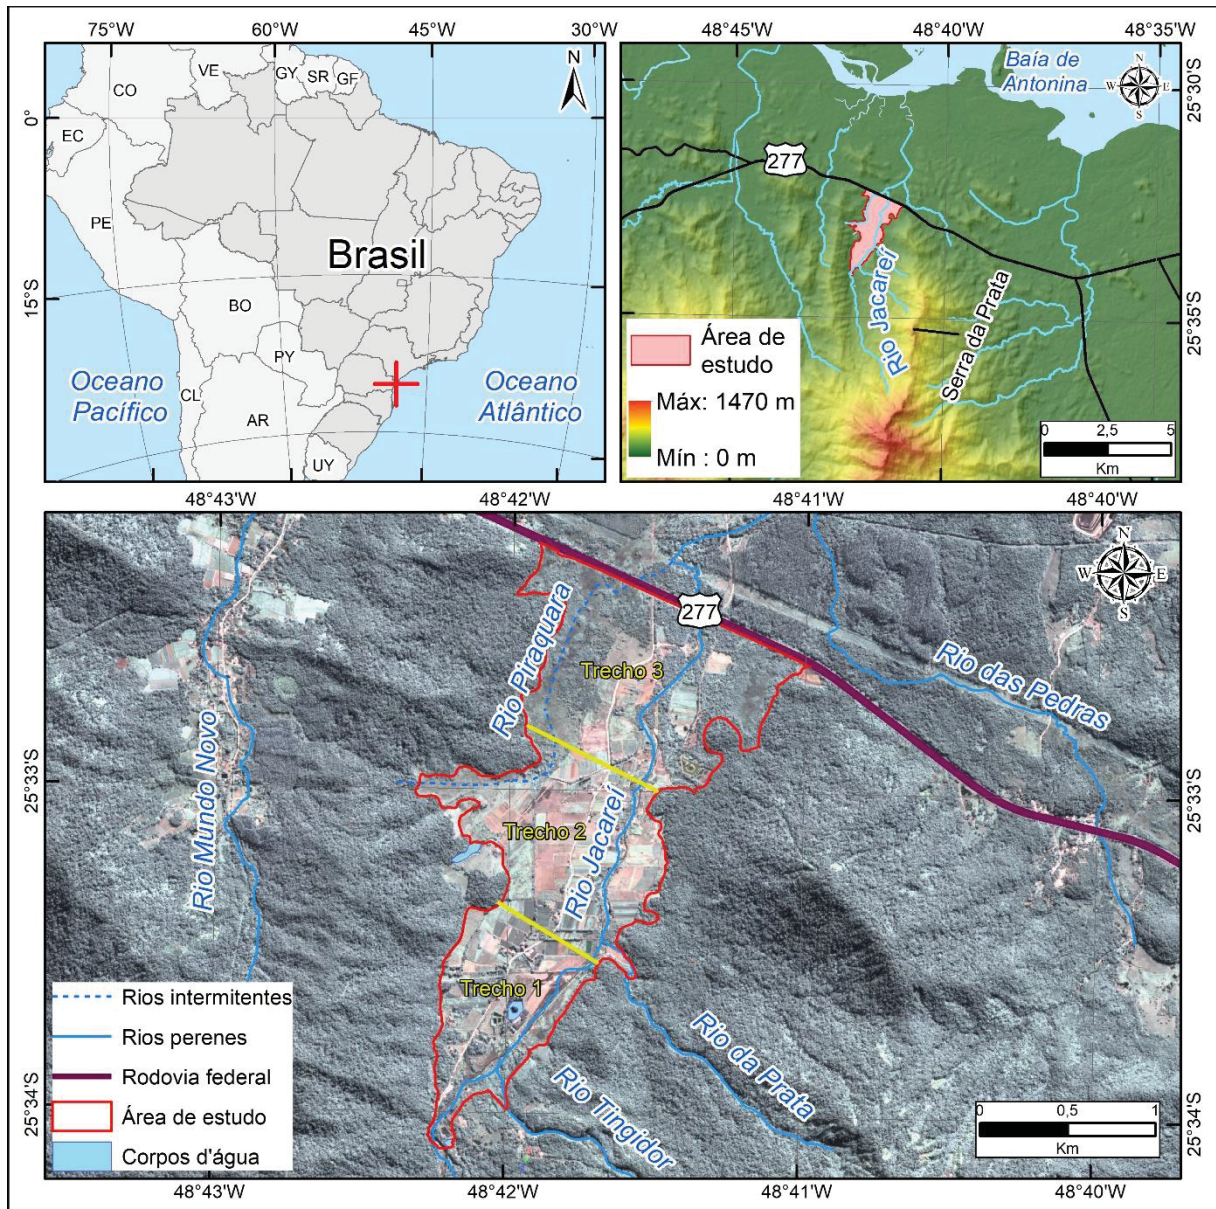 75°W 60°W 45°W 30°W
N
CO
VE
GY
SR
GF
0°
EC
PE
Brasil
15°S
BO
PY
CL
AR
UY
Oceano
Pacífico
Oceano
Atlântico
48°45'W 48°40'W 48°35'W
Baía de
Antonina
N
W E
S
25°30'S
277
Rio Jacareí
Serra da Prata
25°35'S
Área de
estudo
Máx: 1470 m
Mín : 0 m
0 2,5 5
Km
48°43'W 48°42'W 48°41'W 48°40'W
N
W E
S
277
Rio Piraquara
Trecho 3
Rio das Pedras
Rio Mundo Novo
25°33'S
25°33'S
Trecho 2
Rio Jacareí
Trecho 1
Rio da Prata
Rio Tingidor
Rios intermitentes
Rios perenes
Rodovia federal
Área de estudo
Corpos d'água
25°34'S
25°34'S
0 0,5 1
Km
48°43'W 48°42'W 48°41'W 48°40'W